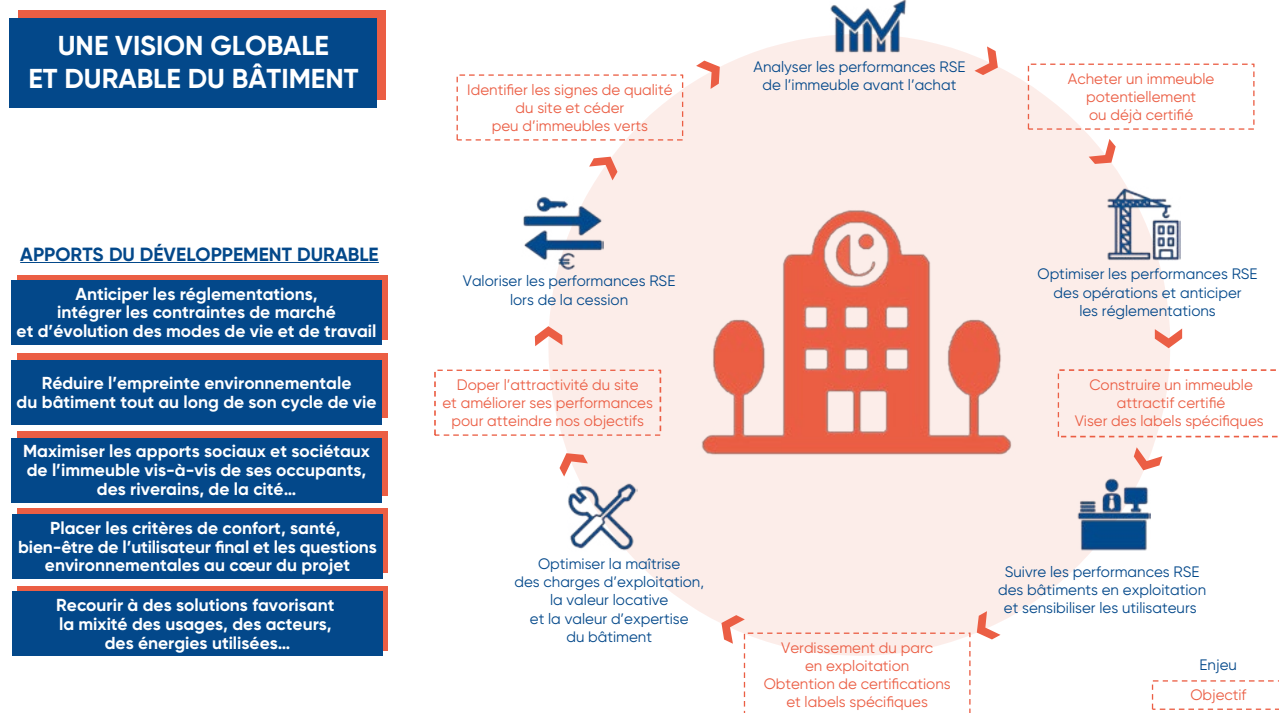 UNE VISION GLOBALE
ET DURABLE DU BÂTIMENT
APPORTS DU DÉVELOPPEMENT DURABLE
Anticiper les réglementations,
intégrer les contraintes de marché
et d'évolution des modes de vie et de travail
Réduire l'empreinte environnementale
du bâtiment tout au long de son cycle de vie
Maximiser les apports sociaux et sociétaux
de l'immeuble vis-à-vis de ses occupants,
des riverains, de la cité…
Placer les critères de confort, santé,
bien-être de l'utilisateur final et les questions
environnementales au cœur du projet
Recourir à des solutions favorisant
la mixité des usages, des acteurs,
des énergies utilisées…
Analyser les performances RSE
de l'immeuble avant l'achat
Acheter un immeuble
potentiellement
ou déjà certifié
Optimiser les performances RSE
des opérations et anticiper
les réglementations
Construire un immeuble
attractif certifié
Viser des labels spécifiques
Suivre les performances RSE
des bâtiments en exploitation
et sensibiliser les utilisateurs
Verdissement du parc
en exploitation
Obtention de certifications
et labels spécifiques
Optimiser la maîtrise
des charges d'exploitation,
la valeur locative
et la valeur d'expertise
du bâtiment
Doper l'attractivité du site
et améliorer ses performances
pour atteindre nos objectifs
€
Valoriser les performances RSE
lors de la cession
Identifier les signes de qualité
du site et céder
peu d'immeubles verts
Enjeu
Objectif